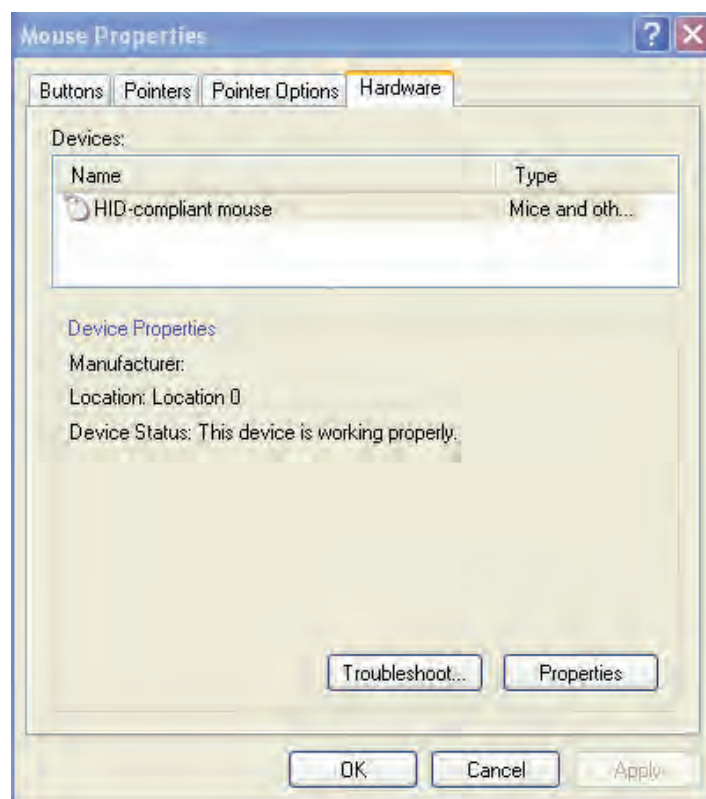 Mouse Properties
Buttons Pointers Pointer Options Hardware
Devices:
Name Type
HID-compliant mouse Mice and oth...
Device Properties
Manufacturer:
Location: Location 0
Device Status: This device is working properly.
Troubleshoot... Properties
OK Cancel Apply